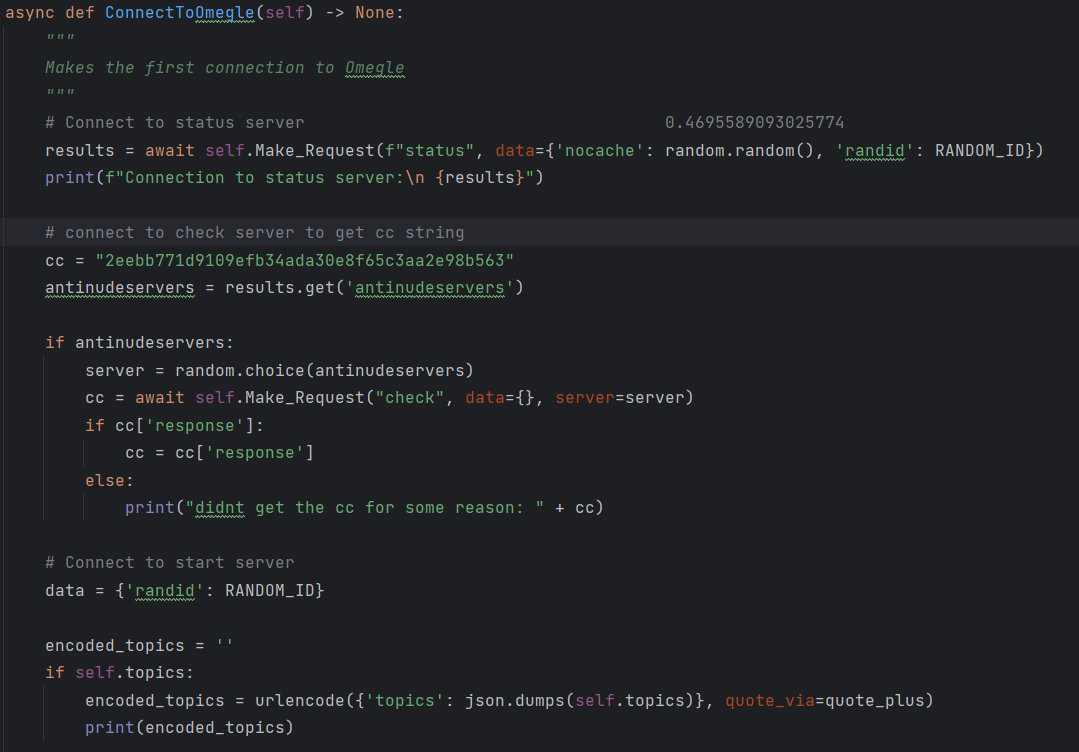 async def ConnectToOmegle(self) -> None:
    """
    Makes the first connection to Omegle
    """
    # Connect to status server                                    0.4695589093025774
    results = await self.Make_Request(f"status", data={'nocache': random.random(), 'randid': RANDOM_ID})
    print(f"Connection to status server:\n {results}")

    # connect to check server to get cc string
    cc = "2eebb771d9109efb34ada30e8f65c3aa2e98b563"
    antinudeservers = results.get('antinudeservers')

    if antinudeservers:
        server = random.choice(antinudeservers)
        cc = await self.Make_Request("check", data={}, server=server)
        if cc['response']:
            cc = cc['response']
        else:
            print("didnt get the cc for some reason: " + cc)

    # Connect to start server
    data = {'randid': RANDOM_ID}

    encoded_topics = ''
    if self.topics:
        encoded_topics = urlencode({'topics': json.dumps(self.topics)}, quote_via=quote_plus)
        print(encoded_topics)